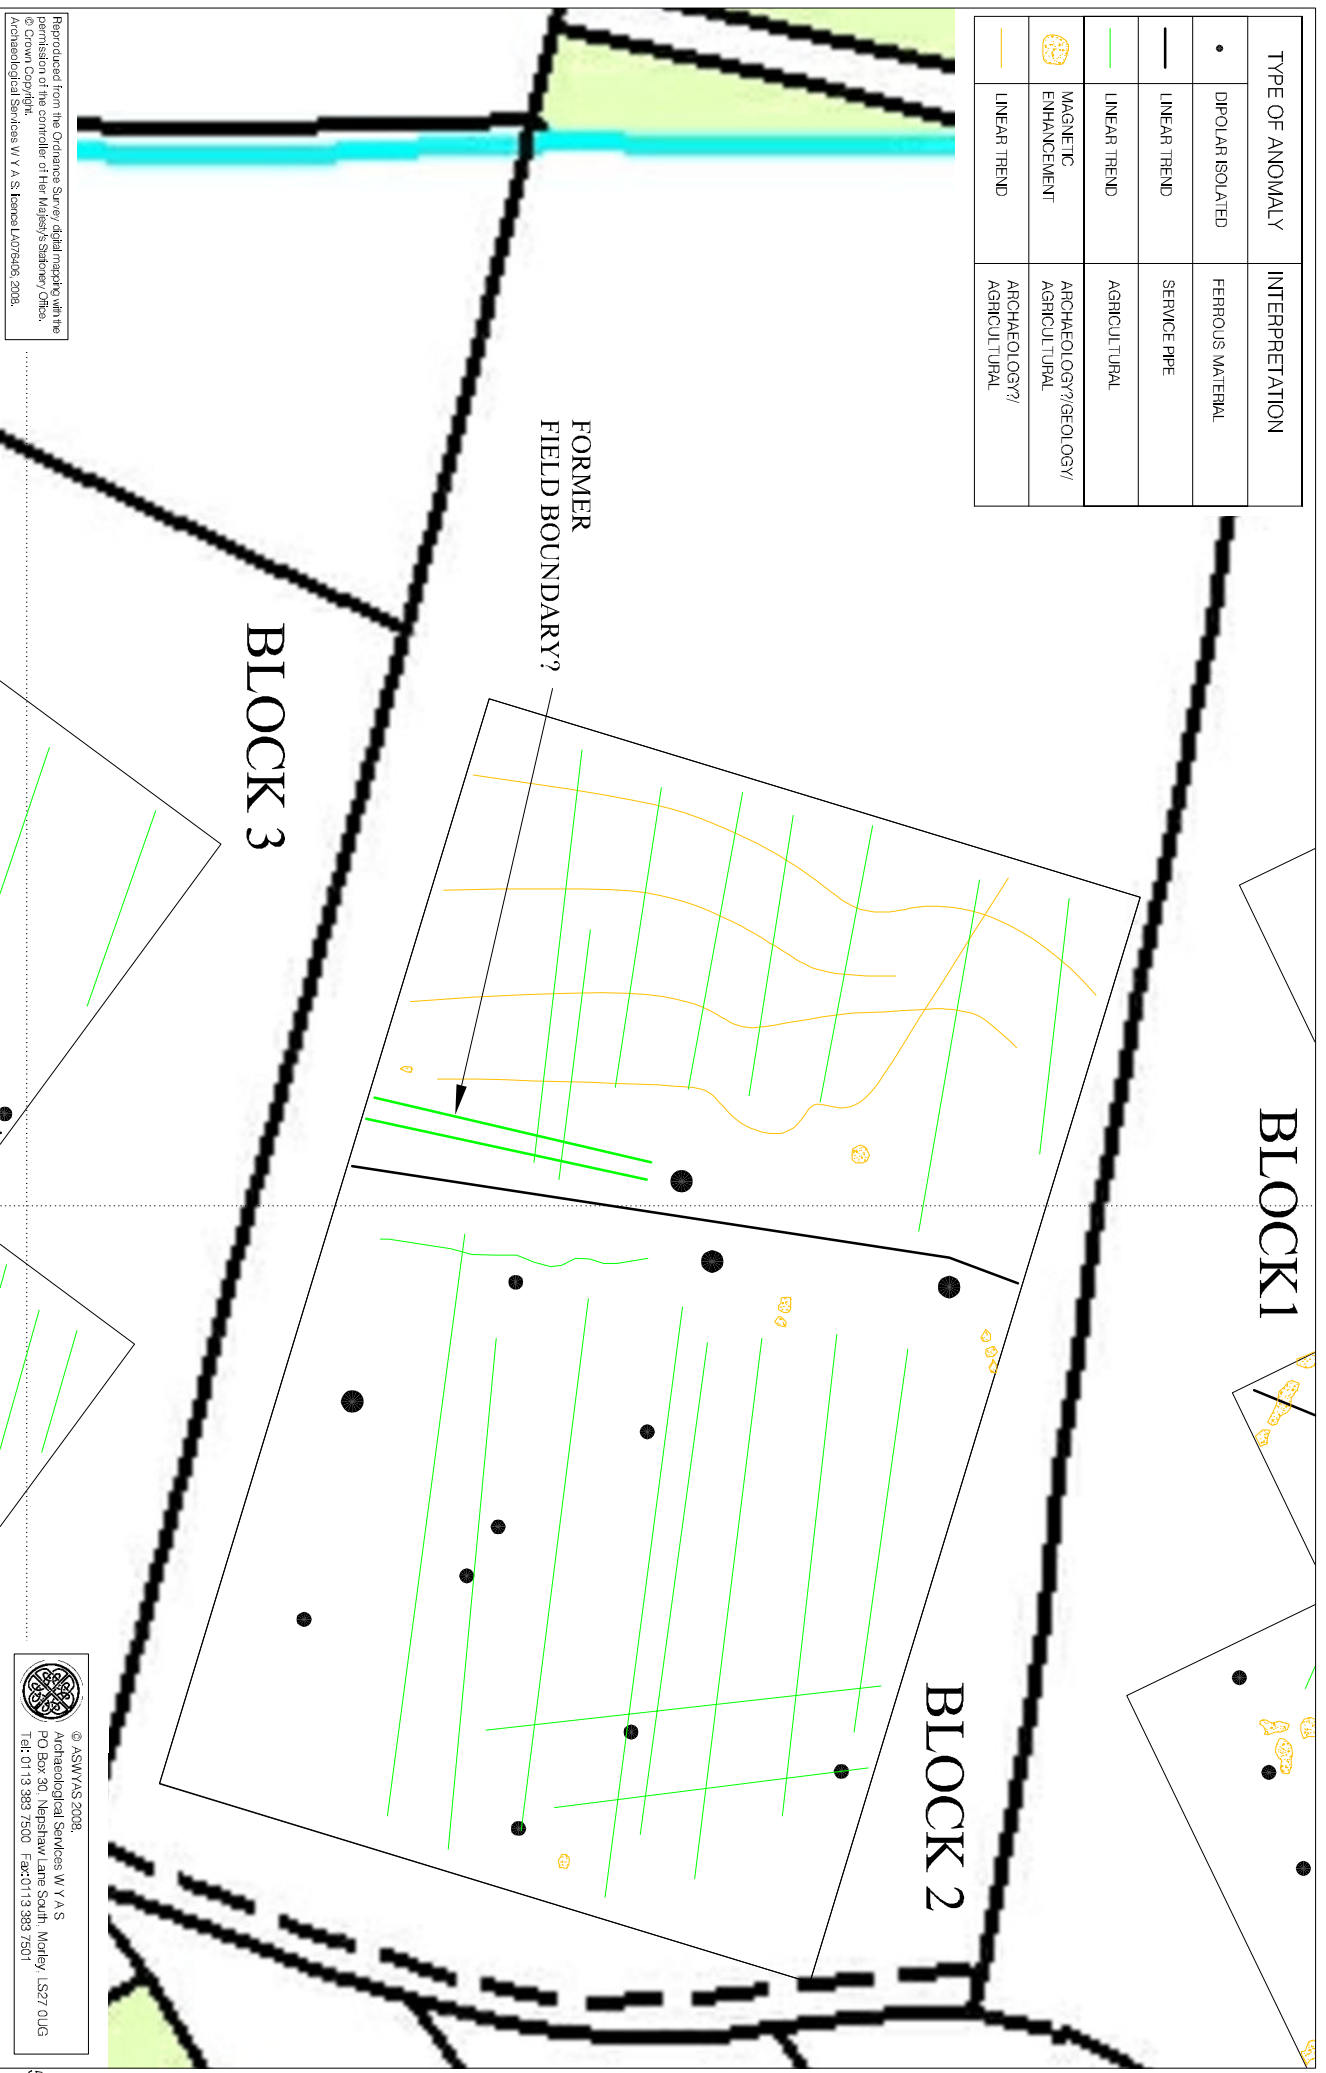 TYPE OF ANOMALY
INTERPRETATION
DIPOLAR ISOLATED
FERROUS MATERIAL
LINEAR TREND
SERVICE PIPE
LINEAR TREND
AGRICULTURAL
MAGNETIC
ENHANCEMENT
ARCHAEOLOGY?/GEOLOGY/
AGRICULTURAL
LINEAR TREND
ARCHAEOLOGY?/
AGRICULTURAL
BLOCK1
BLOCK 2
FORMER
FIELD BOUNDARY?
BLOCK 3
Reproduced from the Ordnance Survey digital mapping with the
permission of the controller of Her Majesty's Stationery Office.
© Crown Copyright.
Archaeological Services W Y A S: licence LA076406, 2008.
© ASWYAS 2008.
Archaeological Services W Y A S
PO Box 30, Nepshaw Lane South, Morley, LS27 0UG
Tel: 0113 383 7500 Fax:0113 383 7501